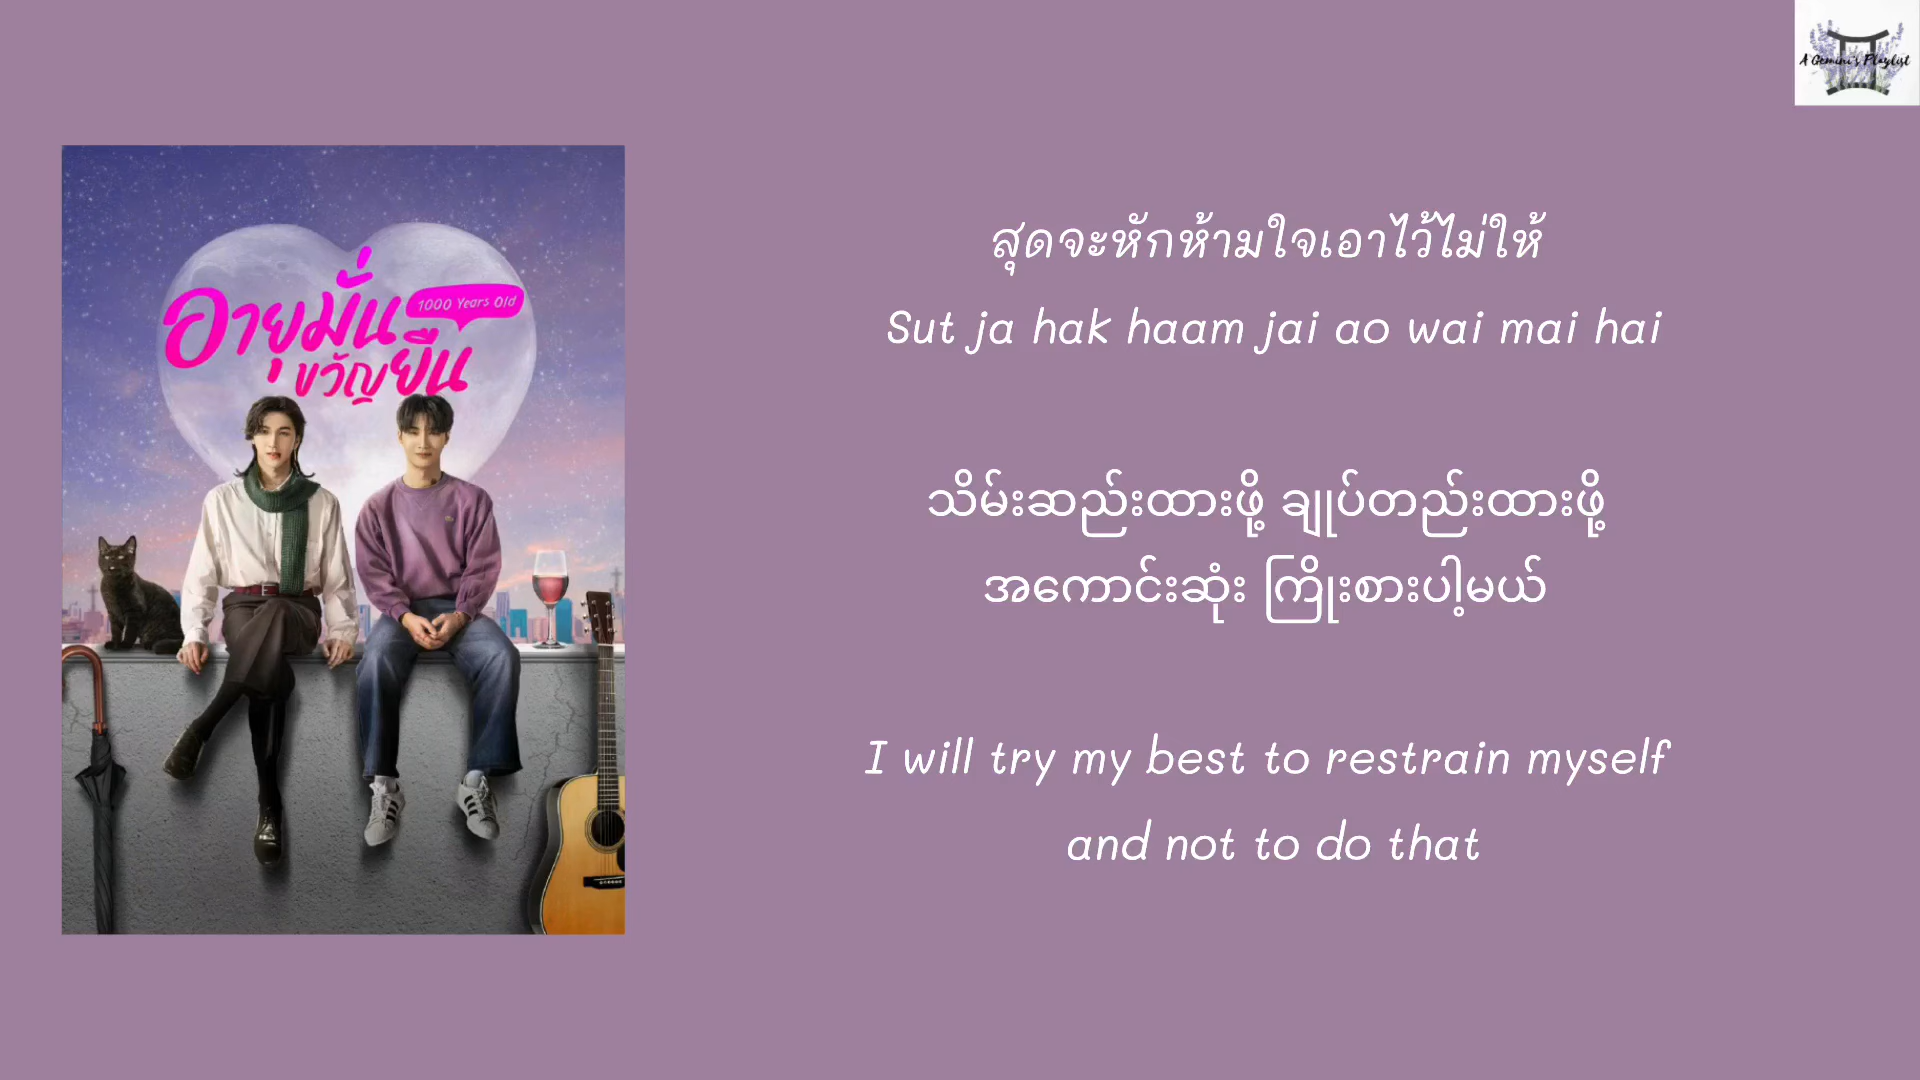 A Gemini's Playlist
อายุมั่น
1000 Years Old
ขวัญยืน
สุดจะหักห้ามใจเอาไว้ไม่ให้
Sut ja hak haam jai ao wai mai hai
သိမ်းဆည်းထားဖို့ ချုပ်တည်းထားဖို့
အကောင်းဆုံး ကြိုးစားပါ့မယ်
I will try my best to restrain myself
and not to do that